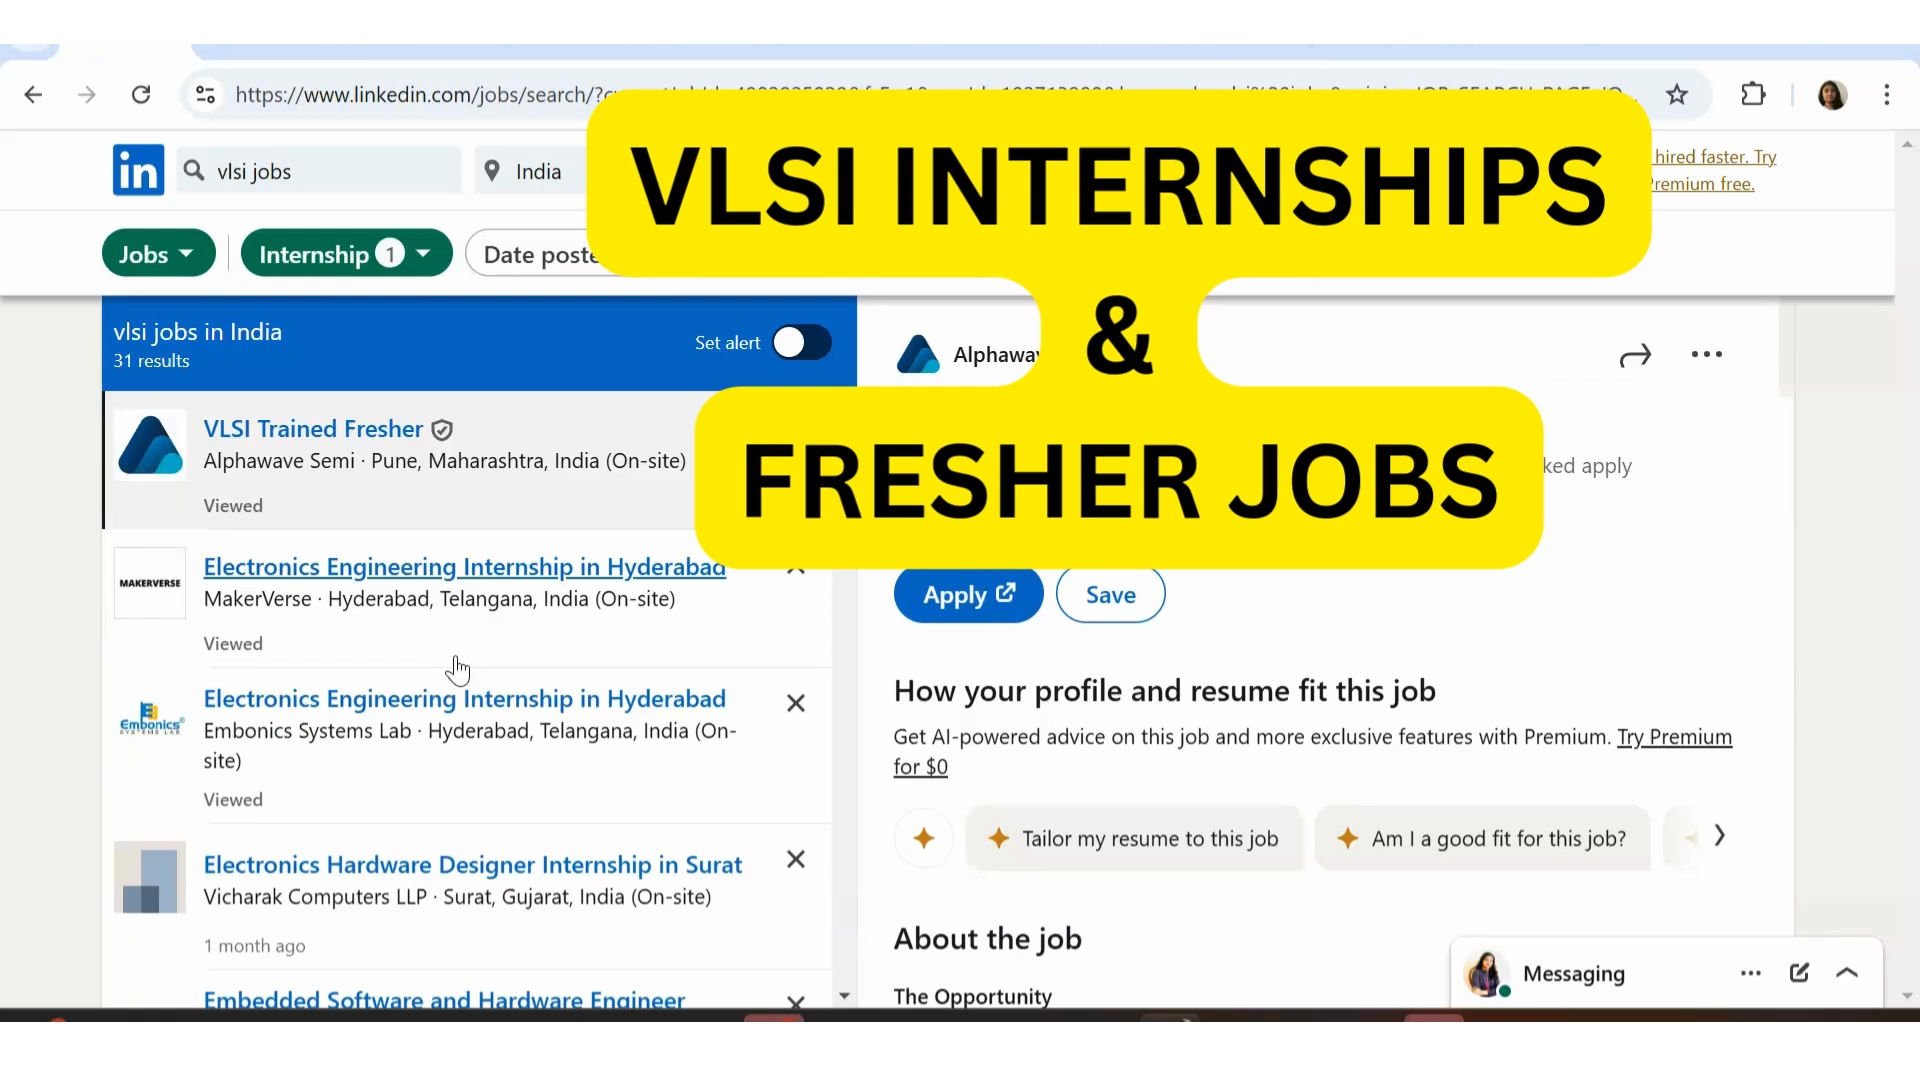 https://www.linkedin.com/jobs/search/?
in
vlsi jobs
India
hired faster. Try
Premium free.
VLSI INTERNSHIPS
&
FRESHER JOBS
Jobs
Internship 1
Date poste
vlsi jobs in India
31 results
Set alert
VLSI Trained Fresher
Alphawave Semi · Pune, Maharashtra, India (On-site)
Viewed
MAKERVERSE
Electronics Engineering Internship in Hyderabad
MakerVerse · Hyderabad, Telangana, India (On-site)
Viewed
Embonics
SYSTEMS LAB
Electronics Engineering Internship in Hyderabad
Embonics Systems Lab · Hyderabad, Telangana, India (On-
site)
Viewed
Electronics Hardware Designer Internship in Surat
Vicharak Computers LLP · Surat, Gujarat, India (On-site)
1 month ago
Embedded Software and Hardware Engineer
Alphawa
ked apply
Apply
Save
How your profile and resume fit this job
Get AI-powered advice on this job and more exclusive features with Premium. Try Premium
for $0
Tailor my resume to this job
Am I a good fit for this job?
About the job
The Opportunity
Messaging